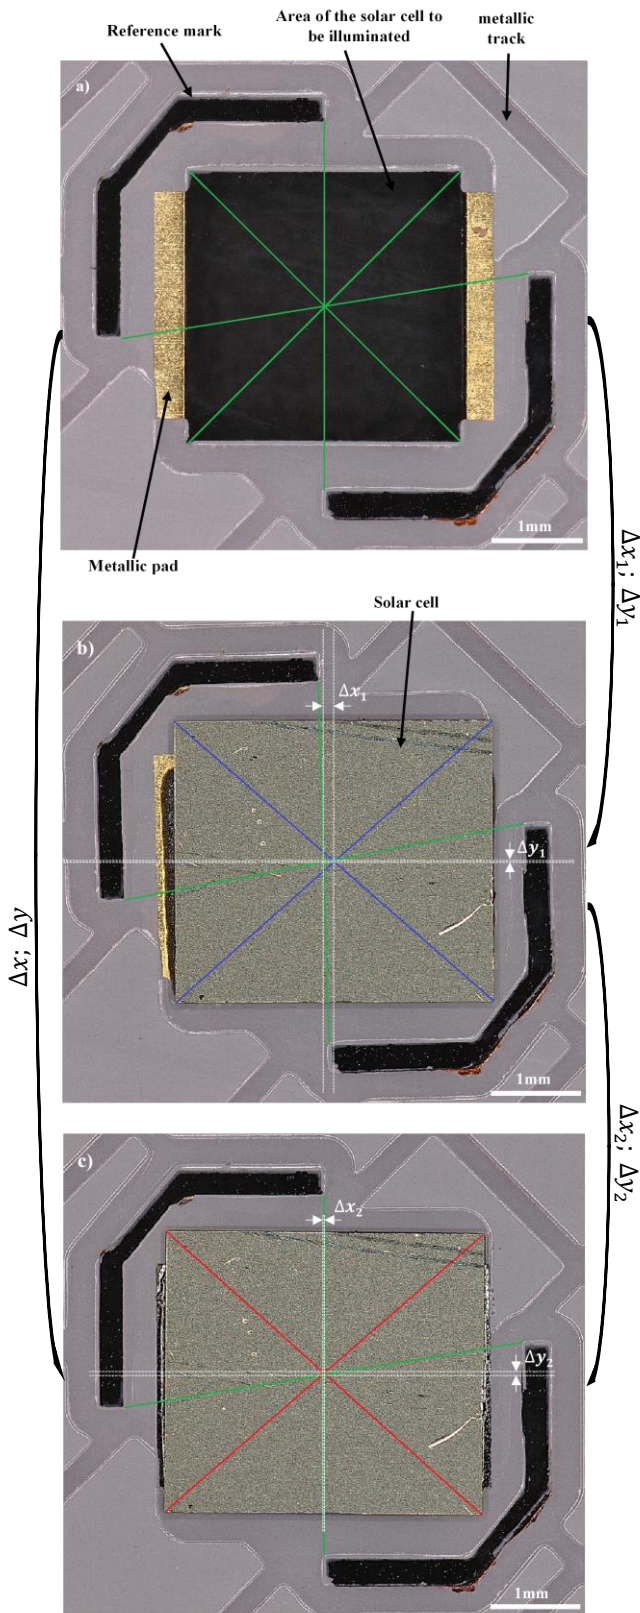 Reference mark
Area of the solar cell to
be illuminated
metallic
track
a)
1mm
Metallic pad
Δx₁; Δy₁
Solar cell
b)
Δx₁
Δy₁
Δx; Δy
1mm
Δx₂; Δy₂
c)
Δx₂
Δy₂
1mm